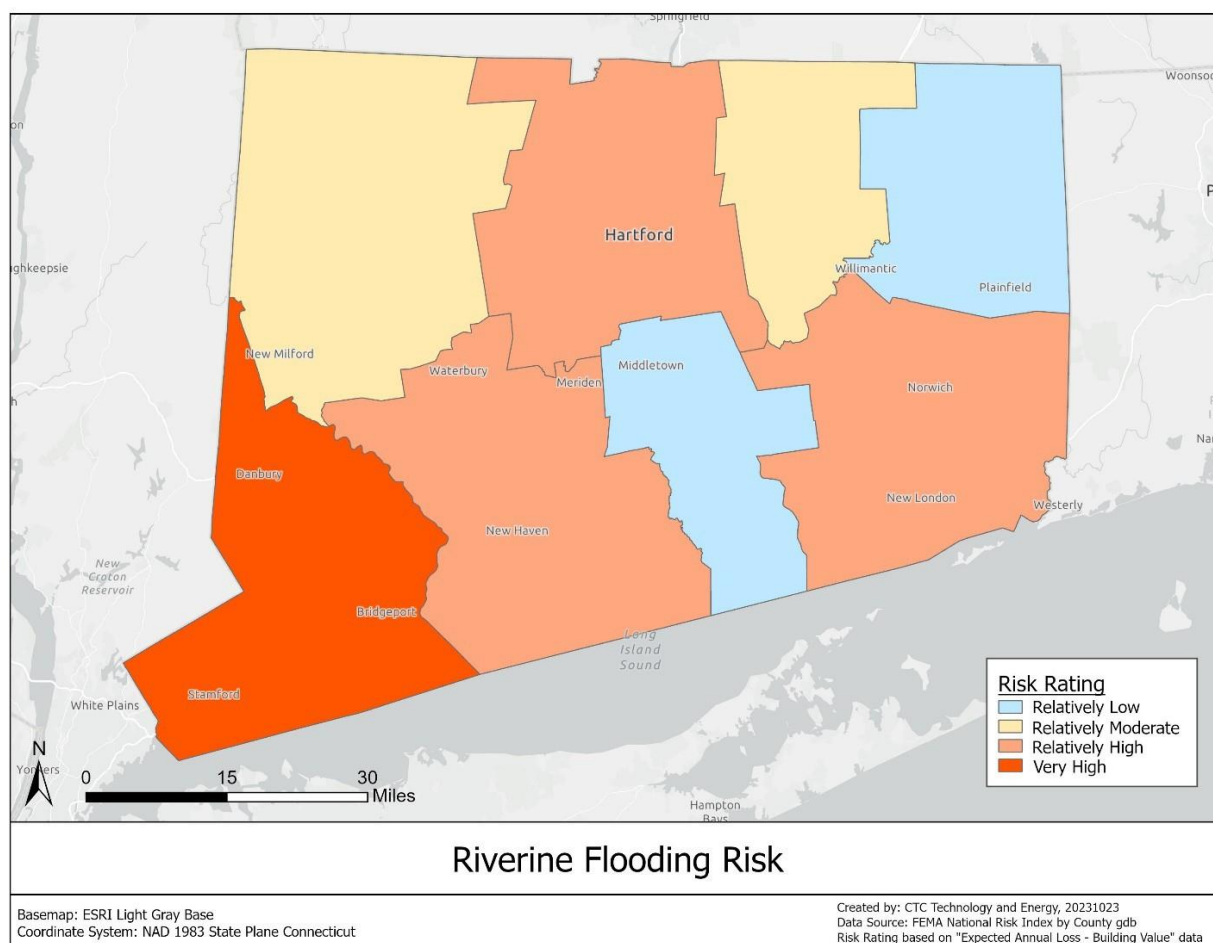 Springfield
Woonsoc
on
Hartford
ghkeepsie
Willimantic
Plainfield
New Milford
Waterbury
Meriden
Middletown
Norwich
Danbury
New London
Westerly
New Haven
New
Croton
Reservoir
Bridgeport
Long
Island
Sound
Stamford
White Plains
Yonkers
N
0 15 30
Miles
Hampton
Bays
Risk Rating
Relatively Low
Relatively Moderate
Relatively High
Very High
Riverine Flooding Risk
Basemap: ESRI Light Gray Base
Coordinate System: NAD 1983 State Plane Connecticut
Created by: CTC Technology and Energy, 20231023
Data Source: FEMA National Risk Index by County gdb
Risk Rating based on "Expected Annual Loss - Building Value" data